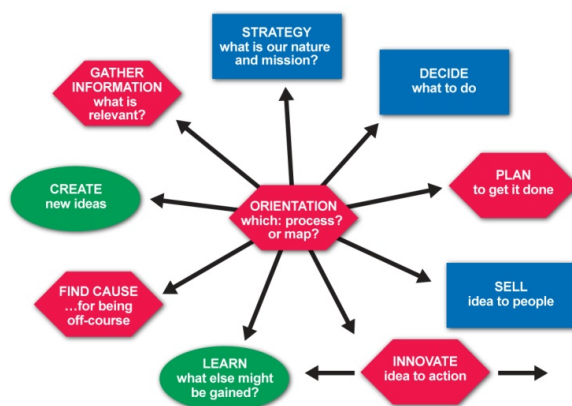 STRATEGY
what is our nature
and mission?
DECIDE
what to do
GATHER
INFORMATION
what is
relevant?
PLAN
to get it done
CREATE
new ideas
ORIENTATION
which: process?
or map?
FIND CAUSE
...for being
off-course
SELL
idea to people
LEARN
what else might
be gained?
INNOVATE
idea to action